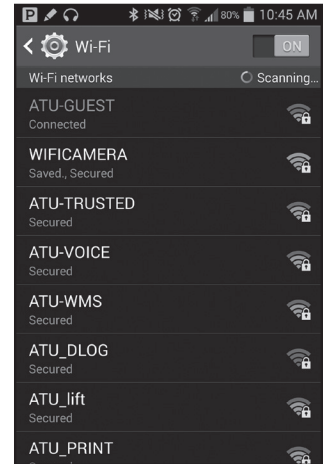 P 80% 10:45 AM
Wi-Fi ON
Wi-Fi networks Scanning...
ATU-GUEST
Connected
WIFICAMERA
Saved., Secured
ATU-TRUSTED
Secured
ATU-VOICE
Secured
ATU-WMS
Secured
ATU_DLOG
Secured
ATU_lift
Secured
ATU_PRINT